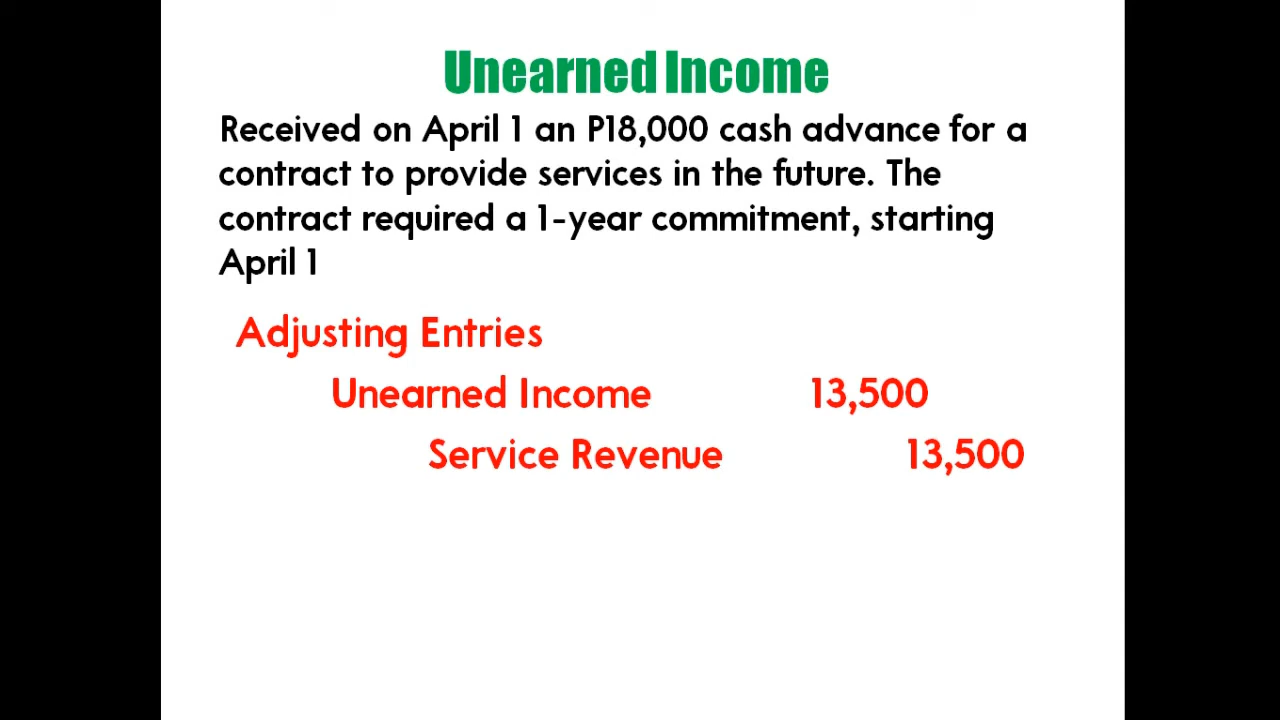 Unearned Income
Received on April 1 an P18,000 cash advance for a
contract to provide services in the future. The
contract required a 1-year commitment, starting
April 1
Adjusting Entries
Unearned Income 13,500
Service Revenue 13,500